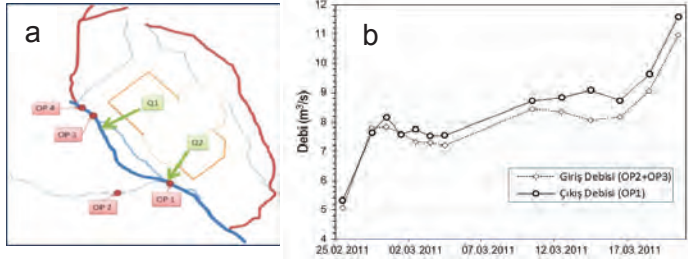 a
OP 4
OP 3
Q1
Q2
OP 2
OP 1
b
Debi (m³/s)
12
11
10
9
8
7
6
5
4
Giriş Debisi (OP2+OP3)
Çıkış Debisi (OP1)
25.02.2011 02.03.2011 07.03.2011 12.03.2011 17.03.2011